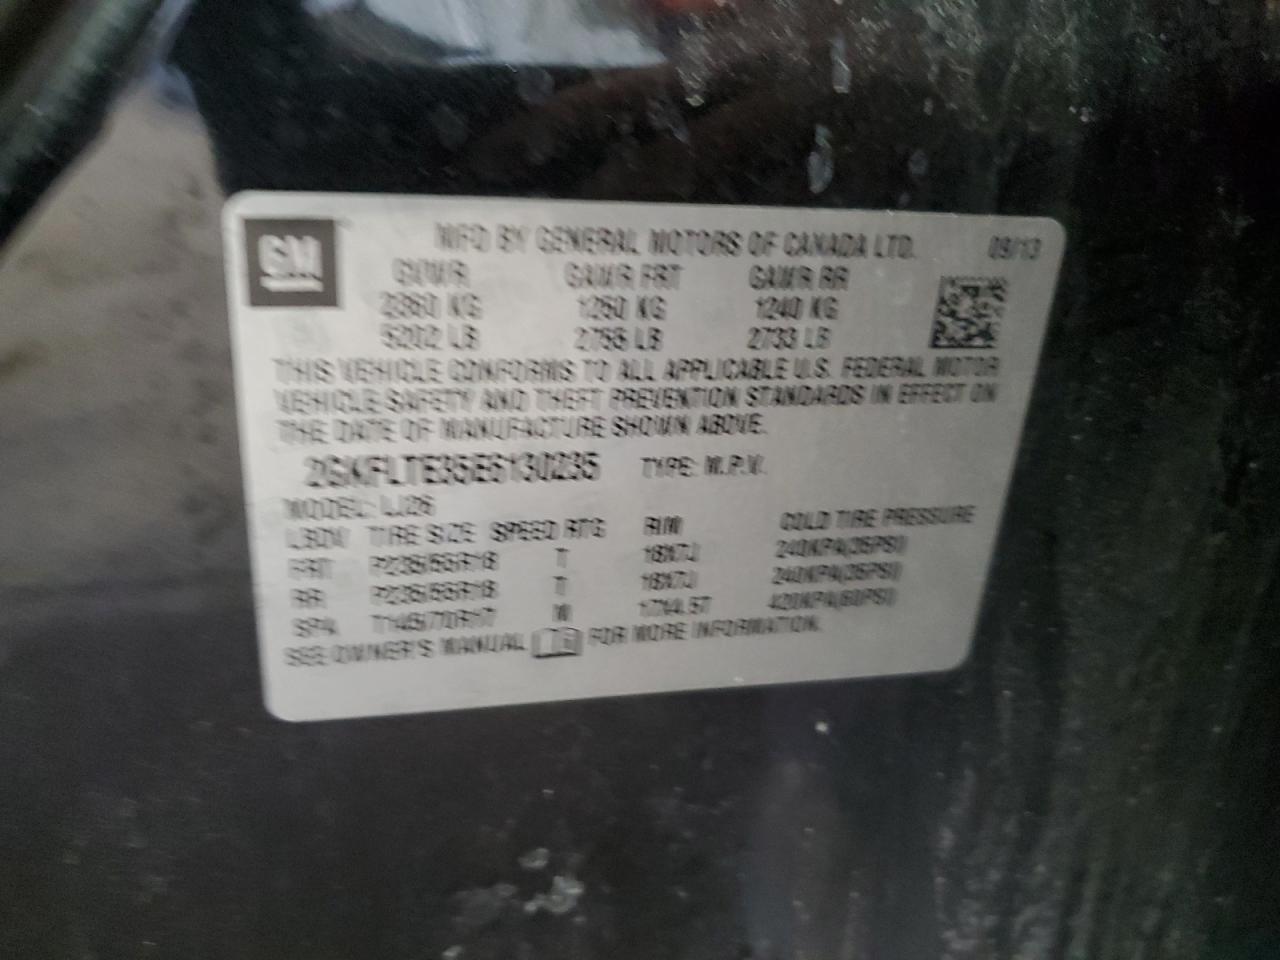 GM
MFD BY GENERAL MOTORS OF CANADA LTD. 09/13
GVWR GAWR FRT GAWR RR
2360 KG 1250 KG 1240 KG
5202 LB 2755 LB 2733 LB
THIS VEHICLE CONFORMS TO ALL APPLICABLE U.S. FEDERAL MOTOR
VEHICLE SAFETY AND THEFT PREVENTION STANDARDS IN EFFECT ON
THE DATE OF MANUFACTURE SHOWN ABOVE.
2GKFLTE35E6130235 TYPE: M.P.V.
MODEL: LJ26
TIRE SIZE SPEED RTG RIM COLD TIRE PRESSURE
FRT P235/55R18 T 18X7J 240KPA(35PSI)
RR P235/55R18 T 18X7J 240KPA(35PSI)
SPA T145/70R17 M 17X4.5T 420KPA(60PSI)
SEE OWNER'S MANUAL FOR MORE INFORMATION.